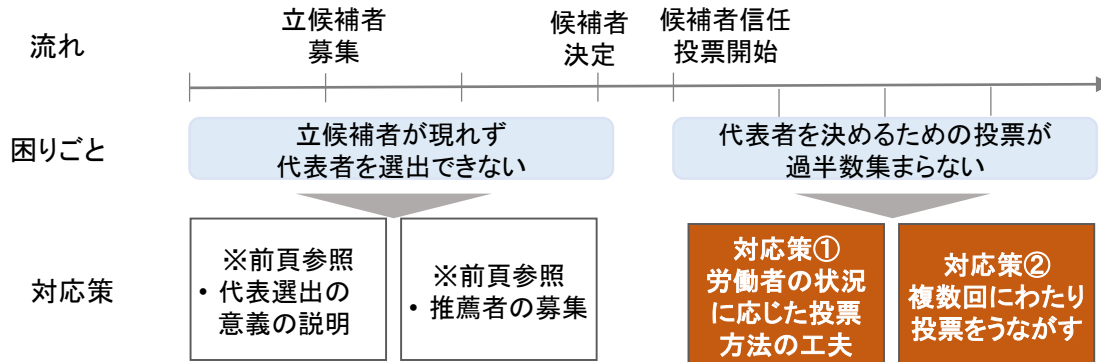 流れ
立候補者
募集
候補者
決定
候補者信任
投票開始
困りごと
立候補者が現れず
代表者を選出できない
代表者を決めるための投票が
過半数集まらない
対応策
※前頁参照
・代表選出の
意義の説明
※前頁参照
・推薦者の募集
対応策①
労働者の状況
に応じた投票
方法の工夫
対応策②
複数回にわたり
投票をうながす